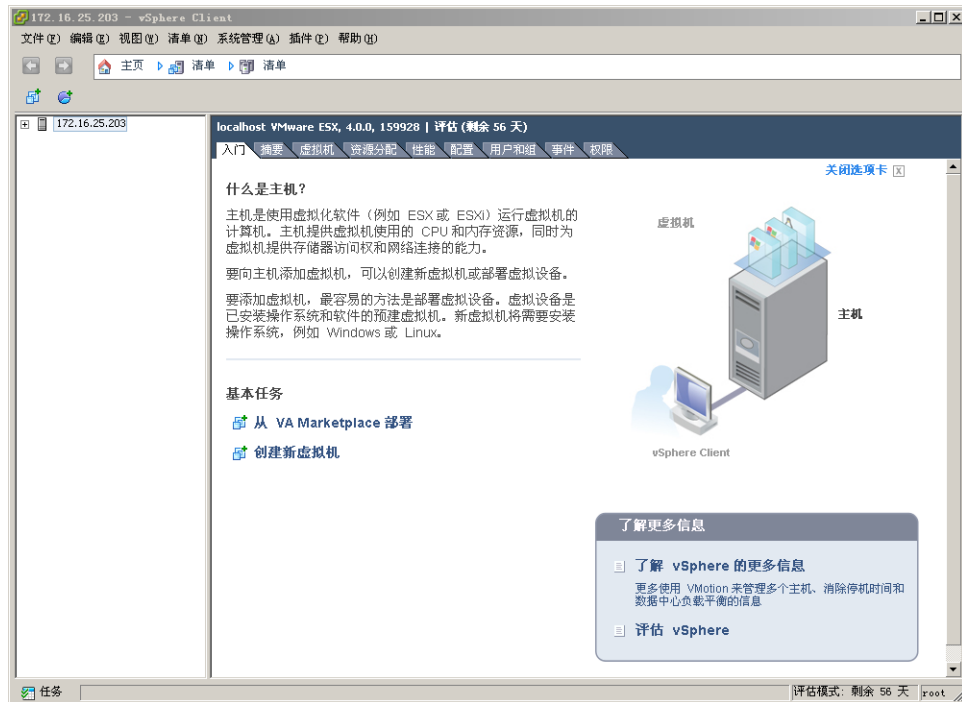 172.16.25.203 - vSphere Client
文件(F) 编辑(E) 视图(W) 清单(N) 系统管理(A) 插件(P) 帮助(H)
主页 清单 清单
172.16.25.203
localhost VMware ESX, 4.0.0, 159928 | 评估 (剩余 56 天)
入门 摘要 虚拟机 资源分配 性能 配置 用户和组 事件 权限
关闭选项卡
什么是主机?
主机是使用虚拟化软件（例如 ESX 或 ESXi）运行虚拟机的
计算机。主机提供虚拟机使用的 CPU 和内存资源，同时为
虚拟机提供存储器访问权和网络连接的能力。
要向主机添加虚拟机，可以创建新虚拟机或部署虚拟设备。
要添加虚拟机，最容易的方法是部署虚拟设备。虚拟设备是
已安装操作系统和软件的预建虚拟机。新虚拟机将需要安装
操作系统，例如 Windows 或 Linux。
虚拟机
主机
vSphere Client
基本任务
从 VA Marketplace 部署
创建新虚拟机
了解更多信息
了解 vSphere 的更多信息
更多使用 VMotion 来管理多个主机、消除停机时间和
数据中心负载平衡的信息
评估 vSphere
任务
评估模式: 剩余 56 天
root